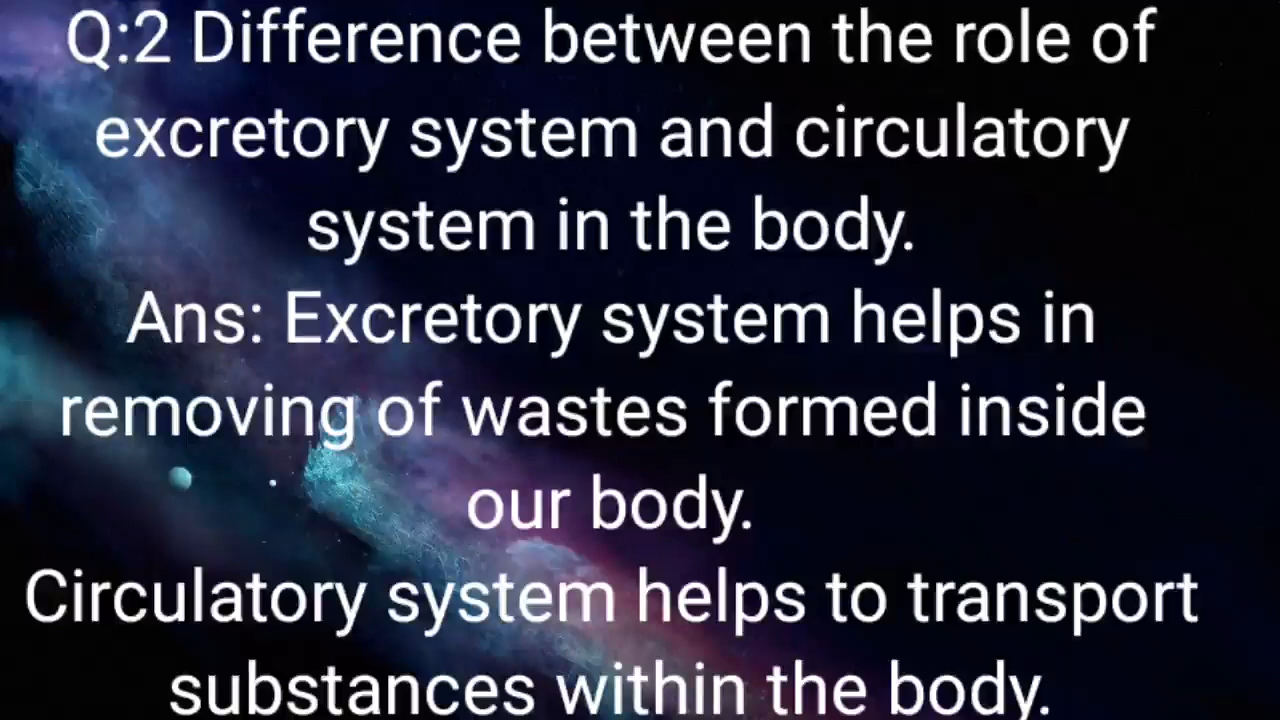 Q:2 Difference between the role of
excretory system and circulatory
system in the body.
Ans: Excretory system helps in
removing of wastes formed inside
our body.
Circulatory system helps to transport
substances within the body.